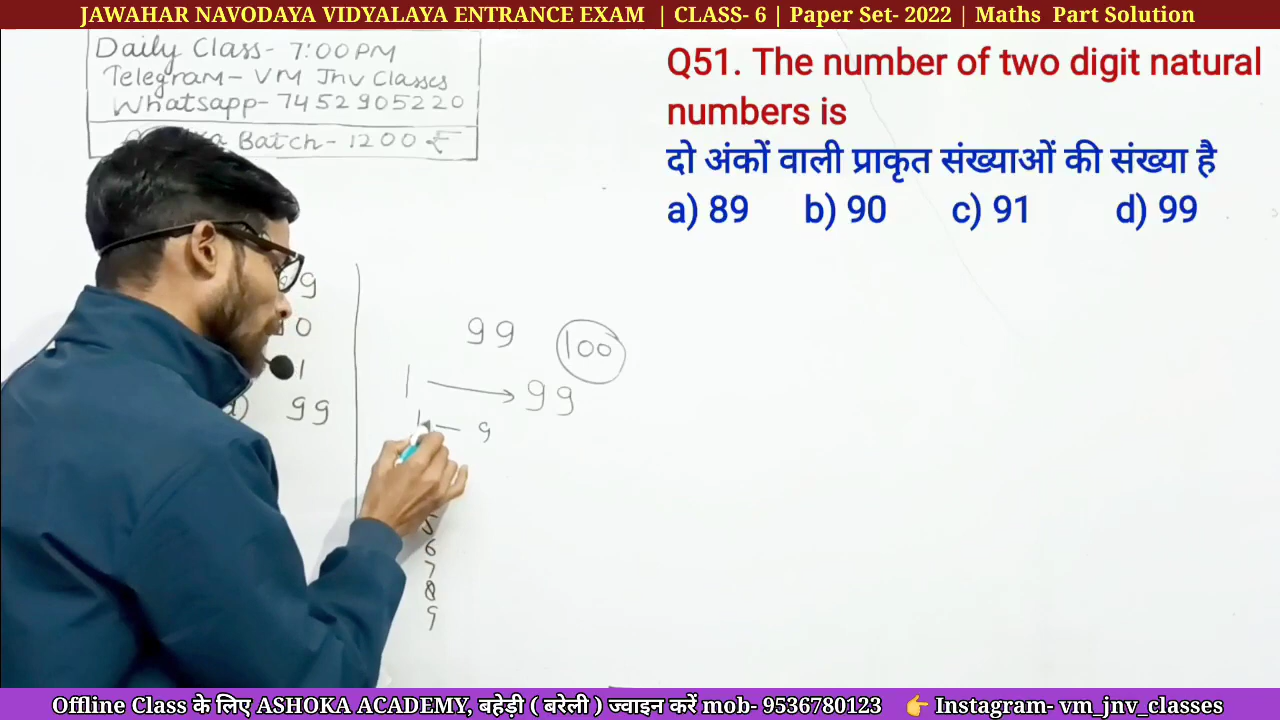 JAWAHAR NAVODAYA VIDYALAYA ENTRANCE EXAM | CLASS- 6 | Paper Set- 2022 | Maths Part Solution
Daily Class- 7:00PM
Telegram- VM Jnv Classes
Whatsapp- 7452905220
Batch- 1200 ₹
Q51. The number of two digit natural
numbers is
दो अंकों वाली प्राकृत संख्याओं की संख्या है
a) 89 b) 90 c) 91 d) 99
9
0
1
d) 99
99 100
1 → 99
1 — 9
5
6
7
8
9
Offline Class के लिए ASHOKA ACADEMY, बहेड़ी ( बरेली ) ज्वाइन करें mob- 9536780123 👉 Instagram- vm_jnv_classes